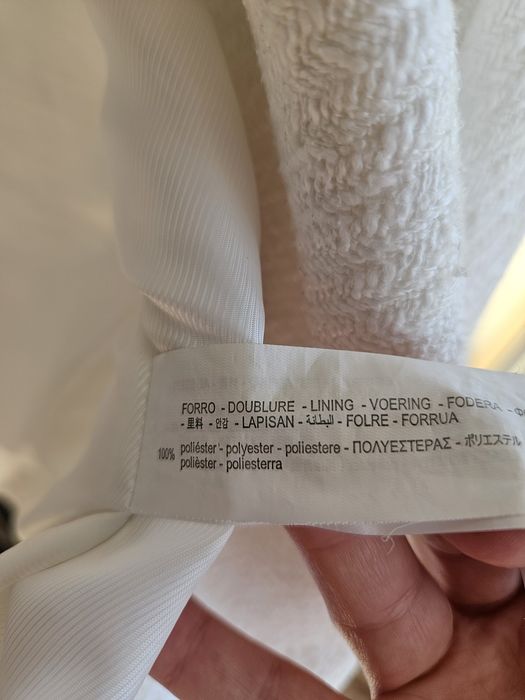 FORRO - DOUBLURE - LINING - VOERING - FODERA -
- 里料 - 안감 - LAPISAN - البطانة - FOLRE - FORRUA
100% poliéster - polyester - poliestere - ΠΟΛΥΕΣΤΕΡΑΣ - ポリエステル
polièster - poliesterra